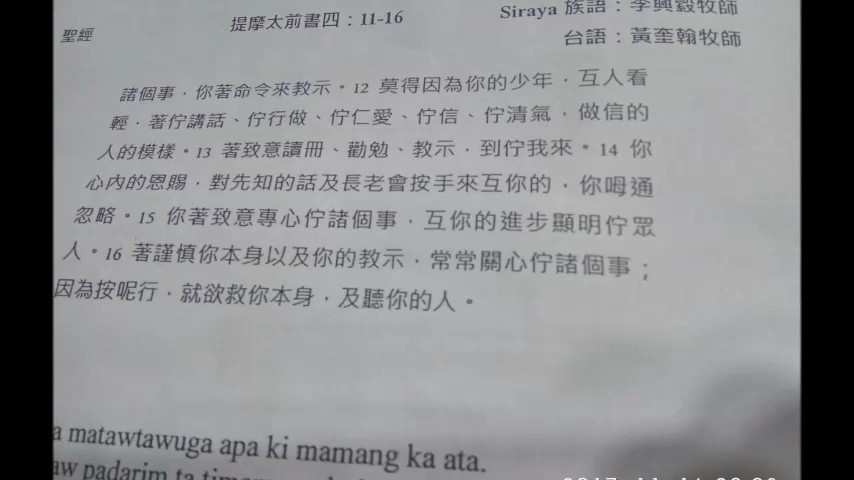 聖經
提摩太前書四：11-16
Siraya 族語：李興毅牧師
台語：黃奎翰牧師
諸個事，你著命令來教示。12 莫得因為你的少年，互人看
輕，著佇講話、佇行做、佇仁愛、佇信、佇清氣，做信的
人的模樣。13 著致意讀冊、勸勉、教示，到佇我來。14 你
心內的恩賜，對先知的話及長老會按手來互你的，你呣通
忽略。15 你著致意專心佇諸個事，互你的進步顯明佇眾
人。16 著謹慎你本身以及你的教示，常常關心佇諸個事；
因為按呢行，就欲救你本身，及聽你的人。
a matawtawuga apa ki mamang ka ata.
aw padarim ta